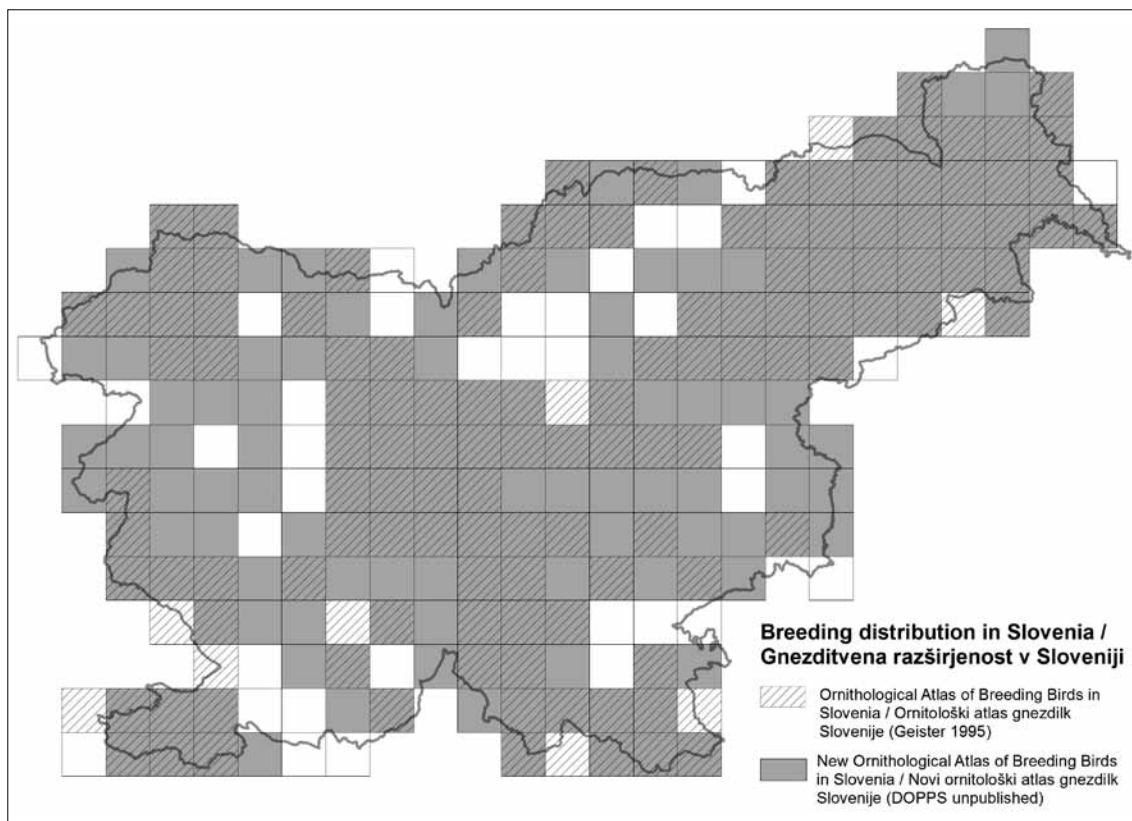 Breeding distribution in Slovenia /
Gnezditvena razširjenost v Sloveniji
Ornithological Atlas of Breeding Birds in
Slovenia / Ornitološki atlas gnezdilk
Slovenije (Geister 1995)
New Ornithological Atlas of Breeding Birds
in Slovenia / Novi ornitološki atlas gnezdilk
Slovenije (DOPPS unpublished)